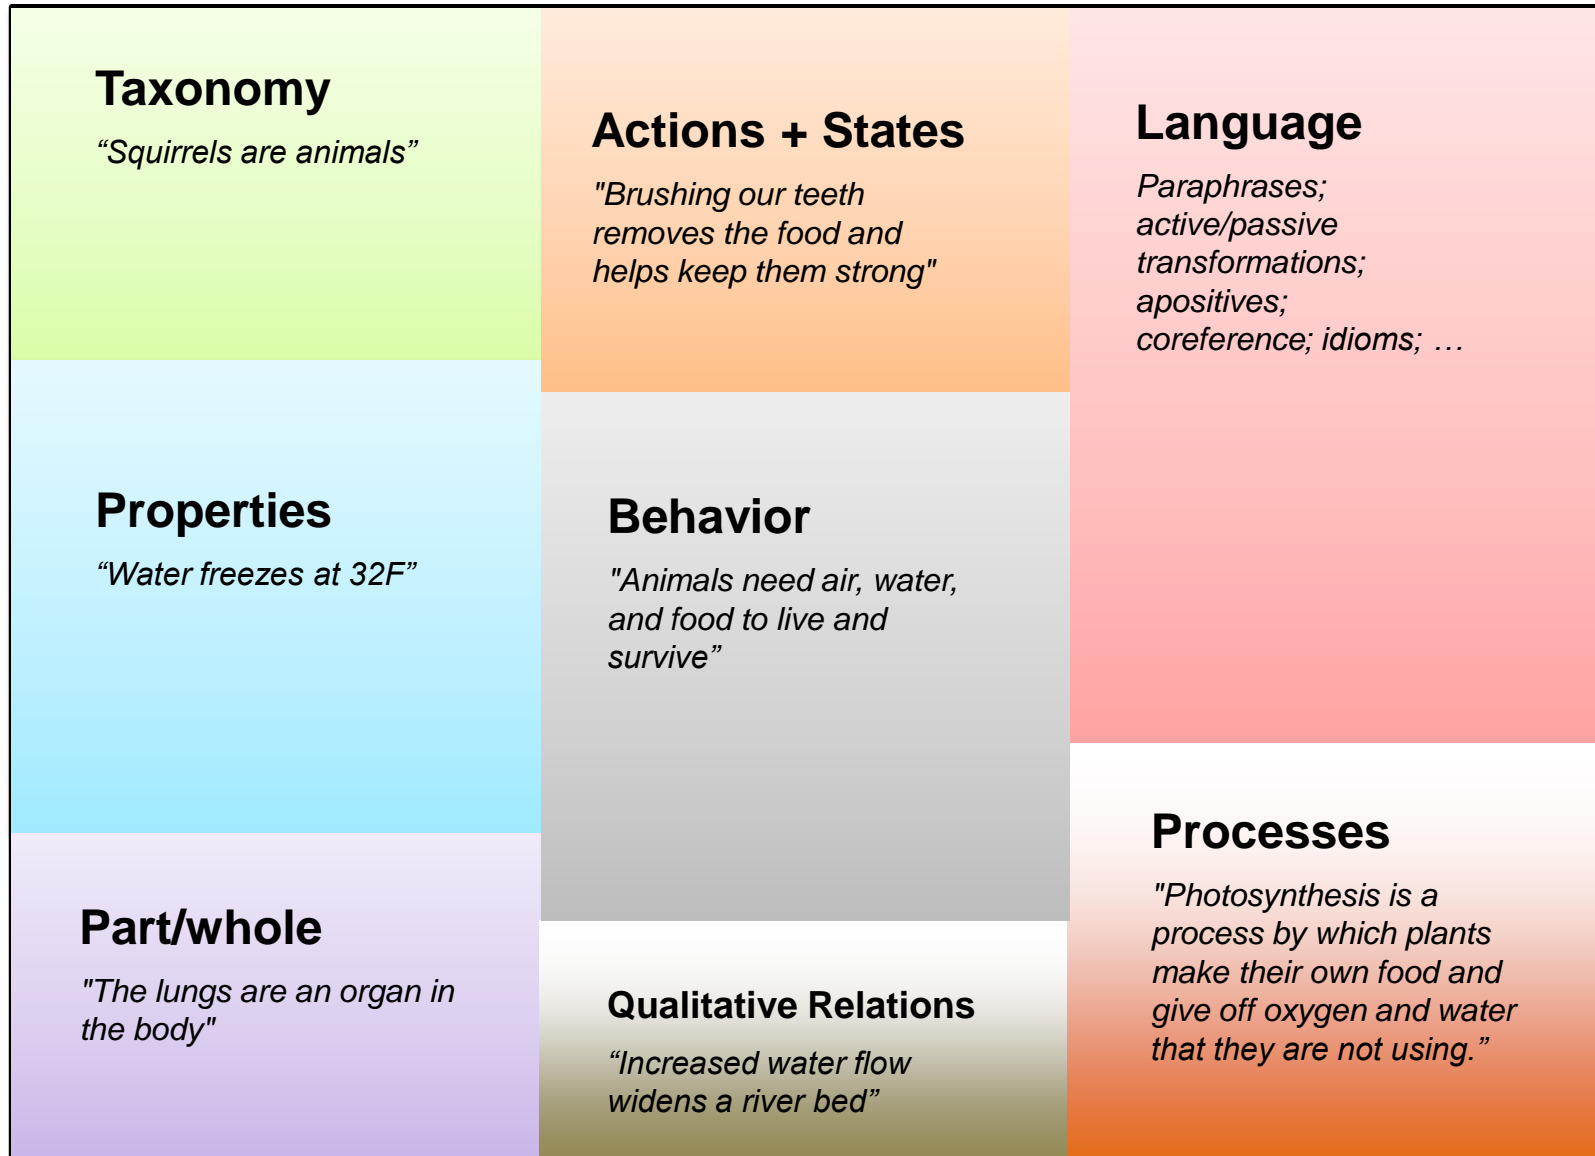 Taxonomy
“Squirrels are animals”
Properties
“Water freezes at 32F”
Part/whole
"The lungs are an organ in
the body"
Actions + States
"Brushing our teeth
removes the food and
helps keep them strong"
Behavior
"Animals need air, water,
and food to live and
survive”
Qualitative Relations
“Increased water flow
widens a river bed”
Language
Paraphrases;
active/passive
transformations;
apositives;
coreference; idioms; …
Processes
"Photosynthesis is a
process by which plants
make their own food and
give off oxygen and water
that they are not using.”